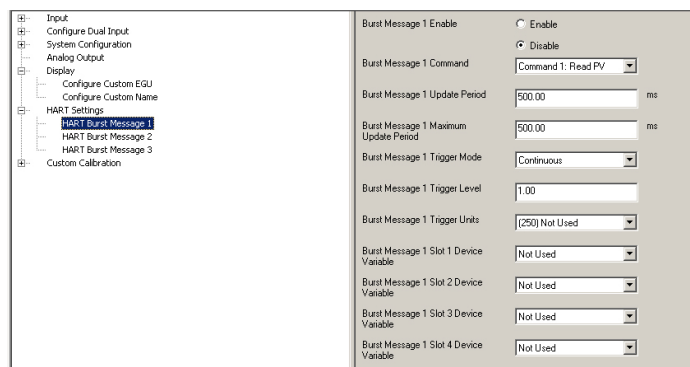 Input
Configure Dual Input
System Configuration
Analog Output
Display
Configure Custom EGU
Configure Custom Name
HART Settings
HART Burst Message 1
HART Burst Message 2
HART Burst Message 3
Custom Calibration
Burst Message 1 Enable
Enable
Disable
Burst Message 1 Command
Command 1: Read PV
Burst Message 1 Update Period
500.00
ms
Burst Message 1 Maximum
Update Period
500.00
ms
Burst Message 1 Trigger Mode
Continuous
Burst Message 1 Trigger Level
1.00
Burst Message 1 Trigger Units
(250) Not Used
Burst Message 1 Slot 1 Device
Variable
Not Used
Burst Message 1 Slot 2 Device
Variable
Not Used
Burst Message 1 Slot 3 Device
Variable
Not Used
Burst Message 1 Slot 4 Device
Variable
Not Used